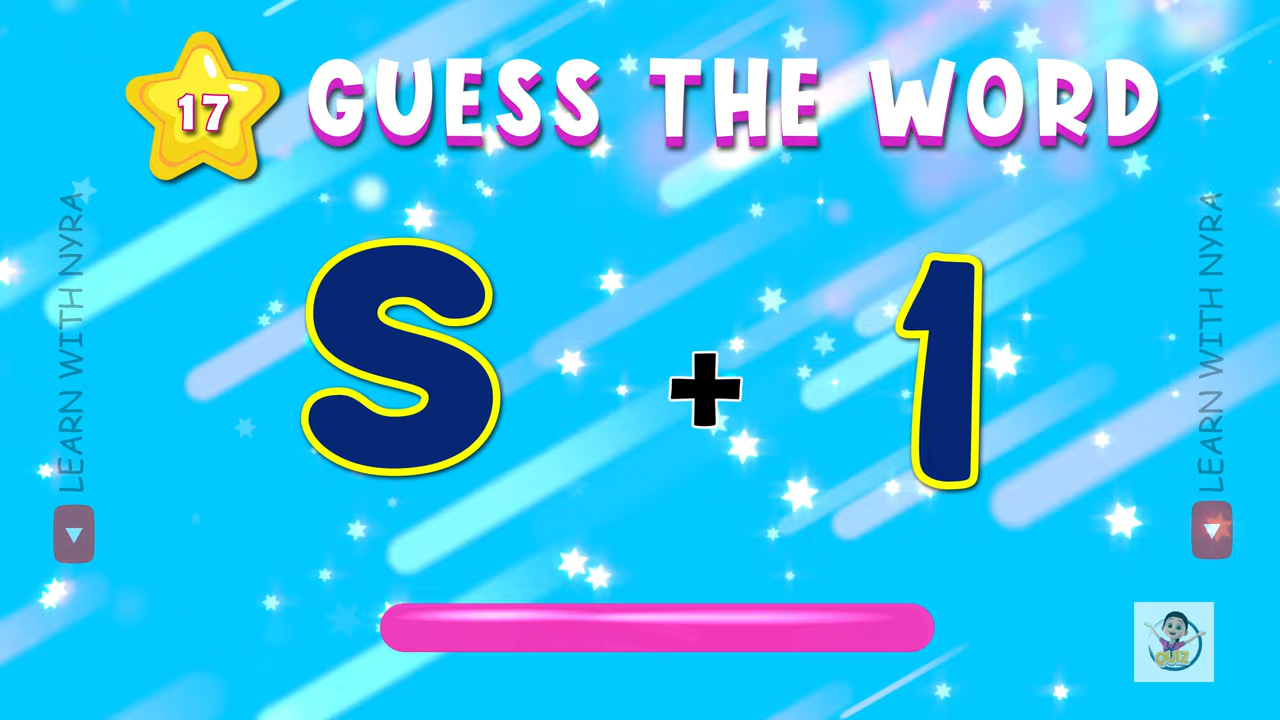 17
GUESS THE WORD
S + 1
LEARN WITH NYRA
LEARN WITH NYRA
QUIZ